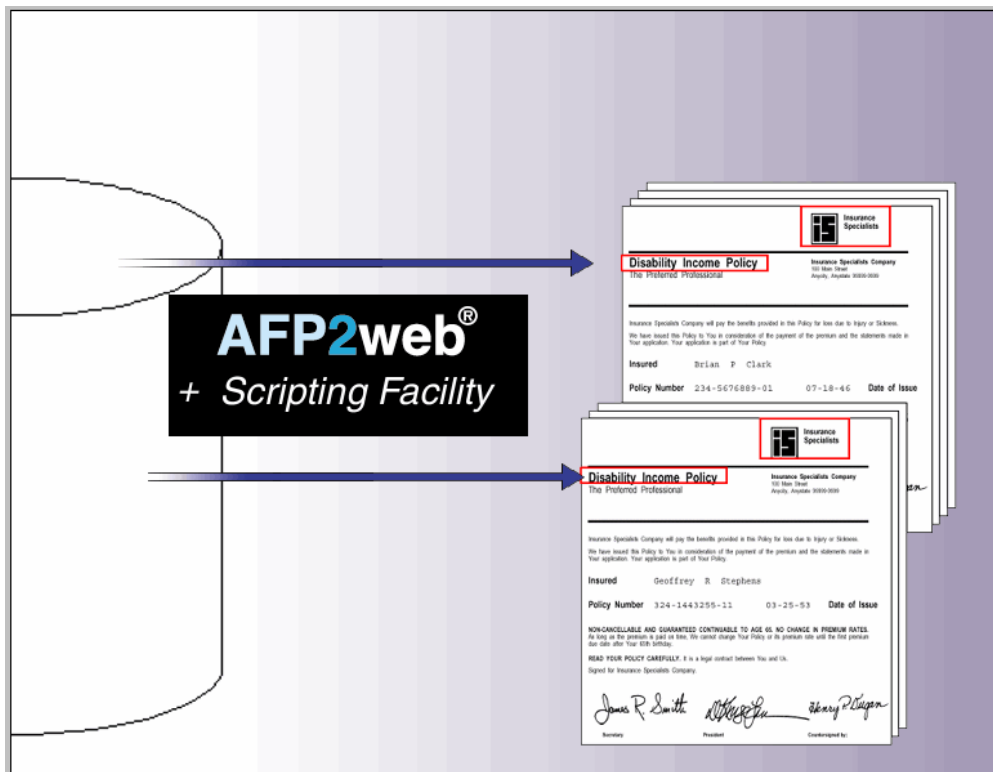 AFP2web®
+ Scripting Facility
iS
Insurance
Specialists
Disability Income Policy
The Preferred Professional
Insurance Specialists Company
100 Main Street
Anycity, Anystate 99999-9999
Insurance Specialists Company will pay the benefits provided in this Policy for loss due to Injury or Sickness.
We have issued this Policy to You in consideration of the payment of the premium and the statements made in
Your application. Your application is part of Your Policy.
Insured Brian P Clark
Policy Number 234-5676889-01 07-18-46 Date of Issue
iS
Insurance
Specialists
Disability Income Policy
The Preferred Professional
Insurance Specialists Company
100 Main Street
Anycity, Anystate 99999-9999
Insurance Specialists Company will pay the benefits provided in this Policy for loss due to Injury or Sickness.
We have issued this Policy to You in consideration of the payment of the premium and the statements made in
Your application. Your application is part of Your Policy.
Insured Geoffrey R Stephens
Policy Number 324-1443255-11 03-25-53 Date of Issue
NON-CANCELLABLE AND GUARANTEED CONTINUABLE TO AGE 65. NO CHANGE IN PREMIUM RATES.
As long as the premium is paid on time, We cannot change Your Policy or its premium rate until the first premium
due date after Your 65th birthday.
READ YOUR POLICY CAREFULLY. It is a legal contract between You and Us.
Signed for Insurance Specialists Company.
James R. Smith Henry P. Dugan
Secretary President Countersigned by: